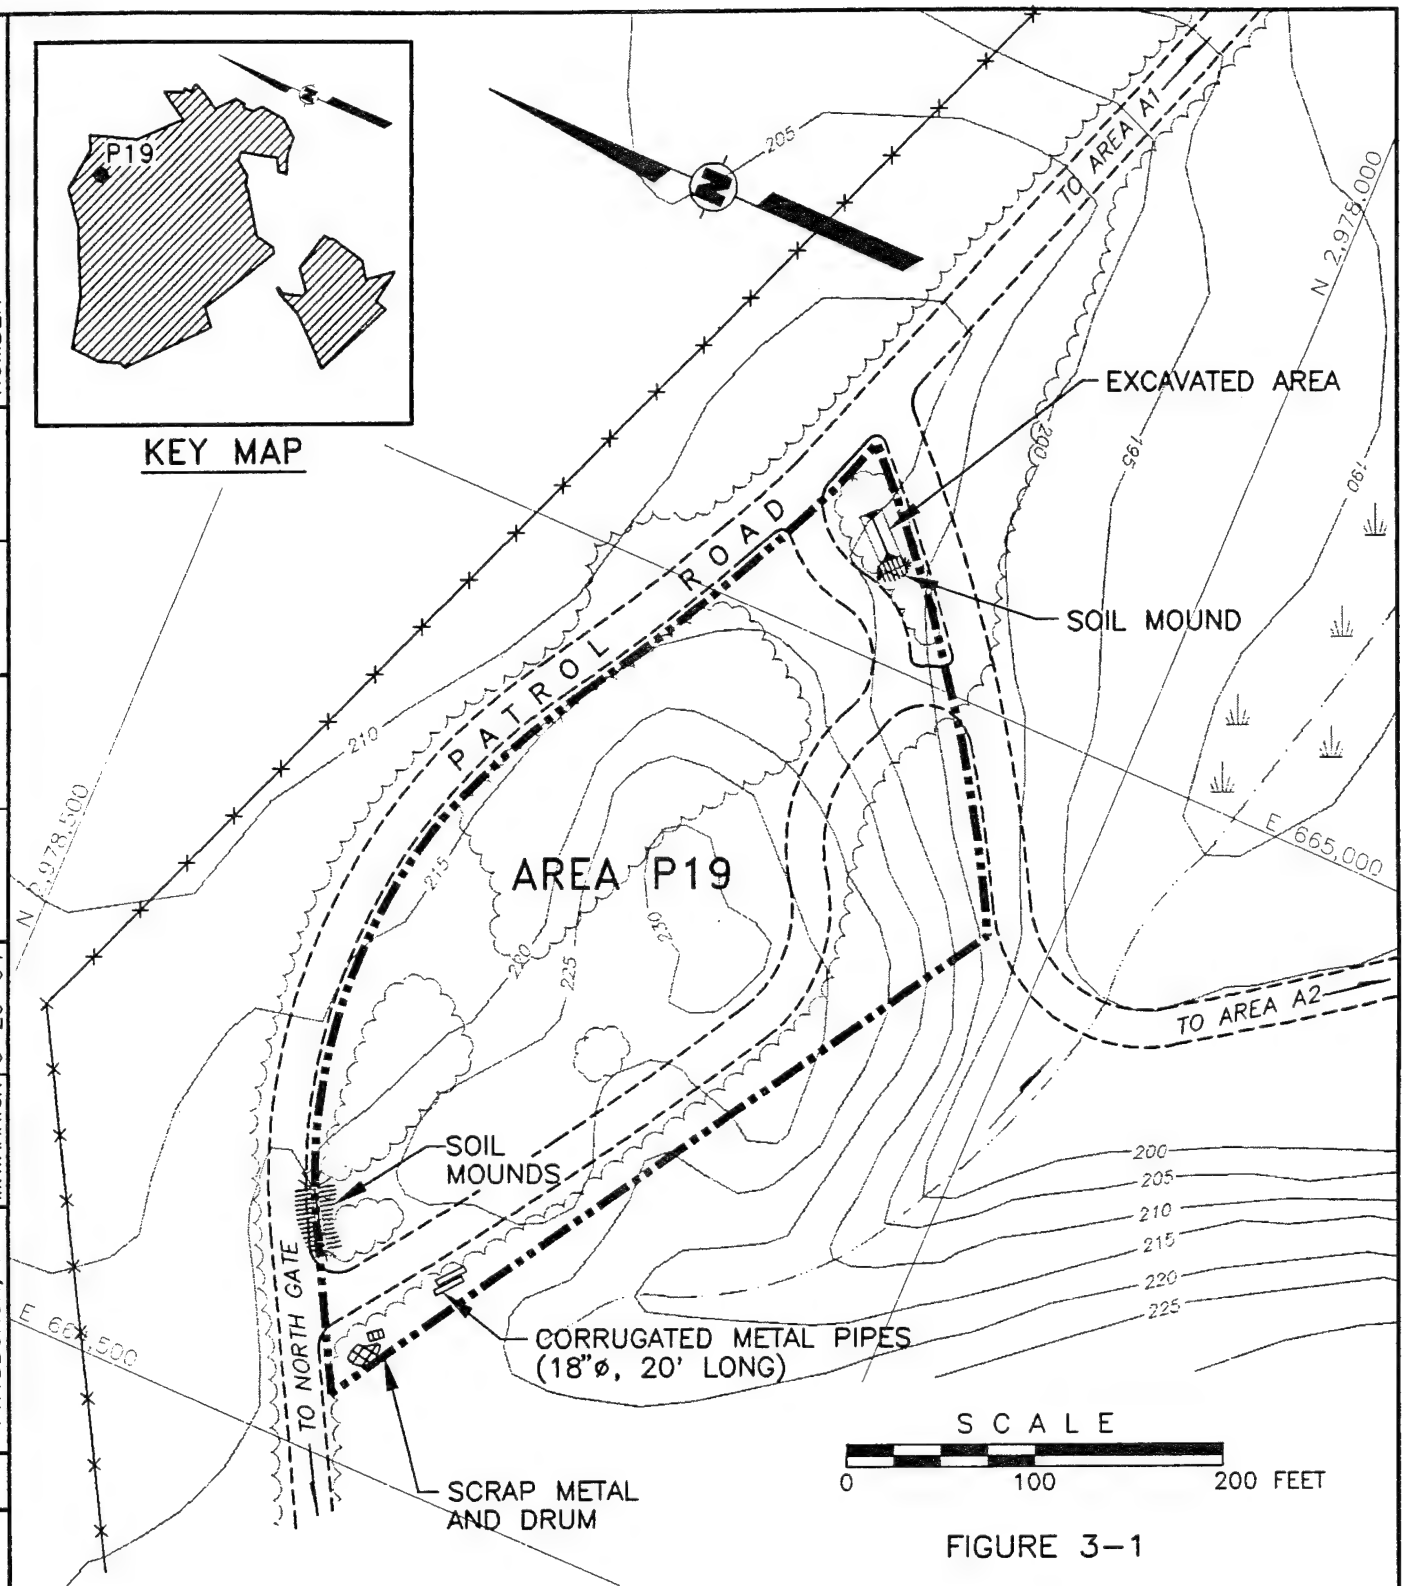 P19
N
KEY MAP
N
205
TO AREA A1
N 2,978,000
EXCAVATED AREA
200
195
190
SOIL MOUND
PATROL ROAD
210
N 2,978,500
215
AREA P19
220
225
230
E 665,000
TO AREA A2
SOIL
MOUNDS
200
205
210
215
220
225
TO NORTH GATE
E 664,500
CORRUGATED METAL PIPES
(18"ø, 20' LONG)
SCRAP METAL
AND DRUM
SCALE
0 100 200 FEET
FIGURE 3-1